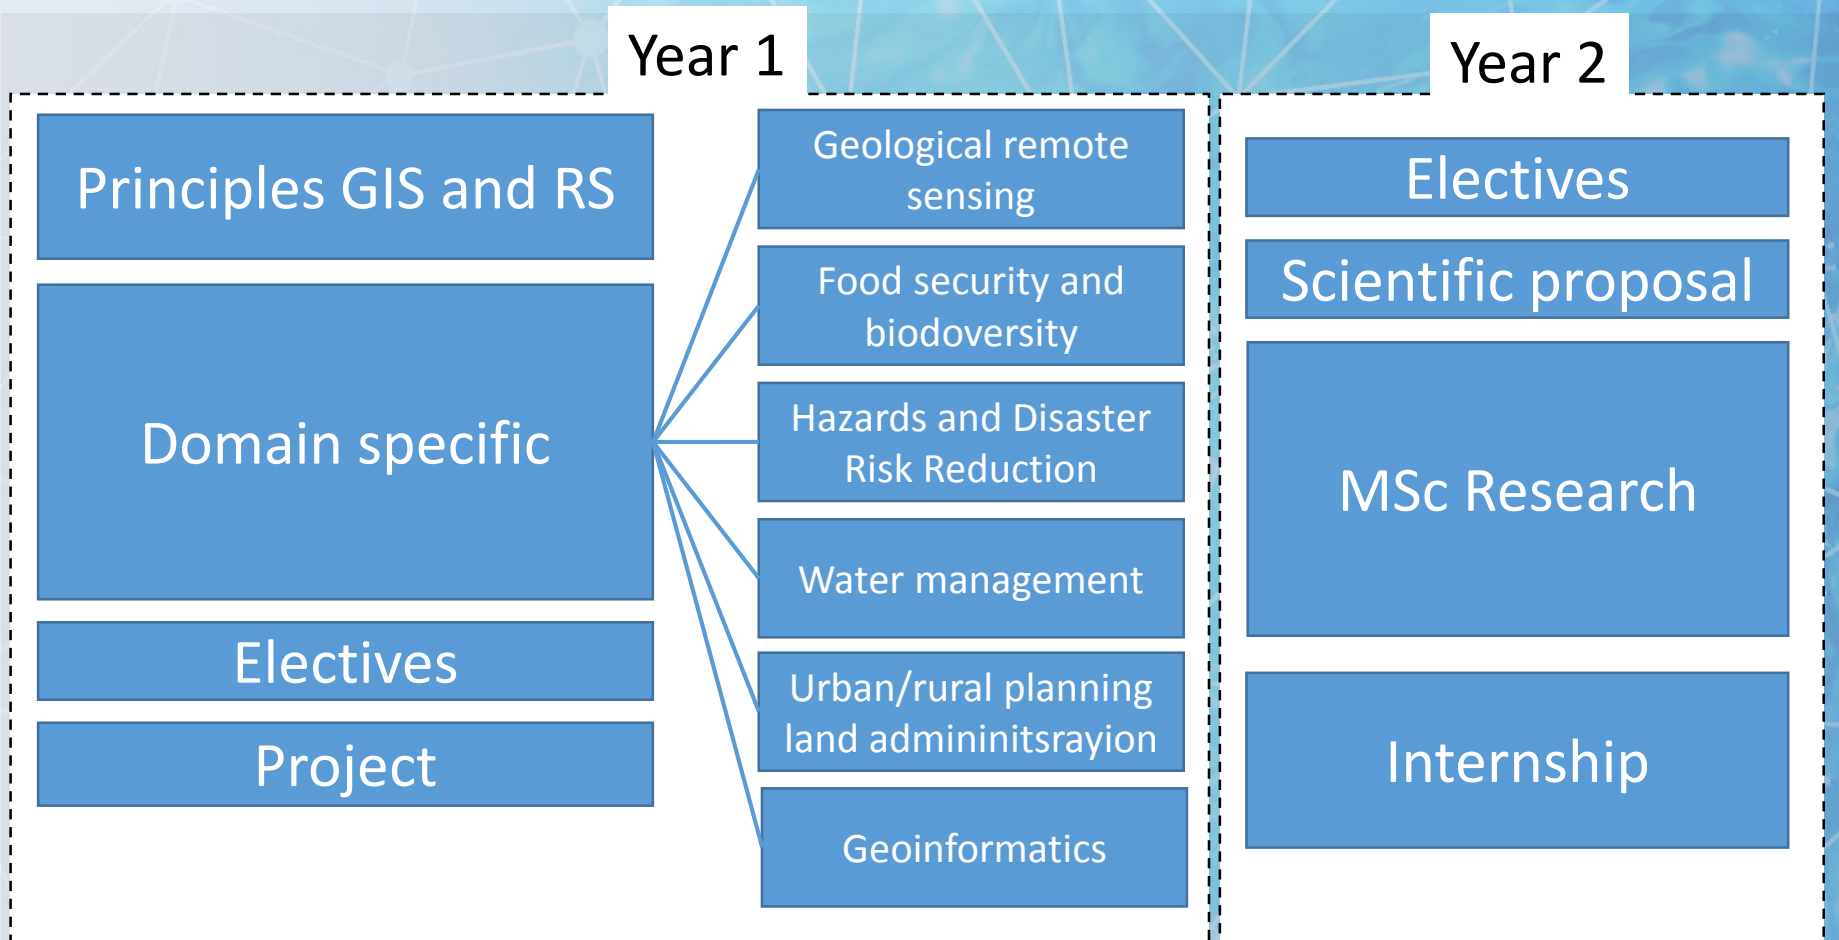 Year 1
Principles GIS and RS
Domain specific
Electives
Project
Geological remote
sensing
Food security and
biodoversity
Hazards and Disaster
Risk Reduction
Water management
Urban/rural planning
land admininitsrayion
Geoinformatics
Year 2
Electives
Scientific proposal
MSc Research
Internship